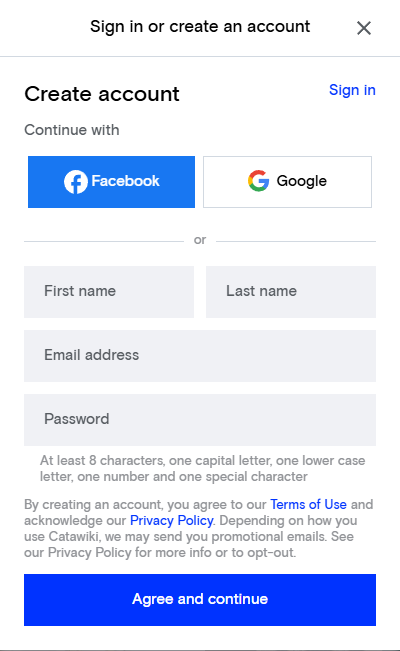 Sign in or create an account
Create account
Sign in
Continue with
Facebook
Google
or
First name
Last name
Email address
Password
At least 8 characters, one capital letter, one lower case
letter, one number and one special character
By creating an account, you agree to our Terms of Use and
acknowledge our Privacy Policy. Depending on how you
use Catawiki, we may send you promotional emails. See
our Privacy Policy for more info or to opt-out.
Agree and continue